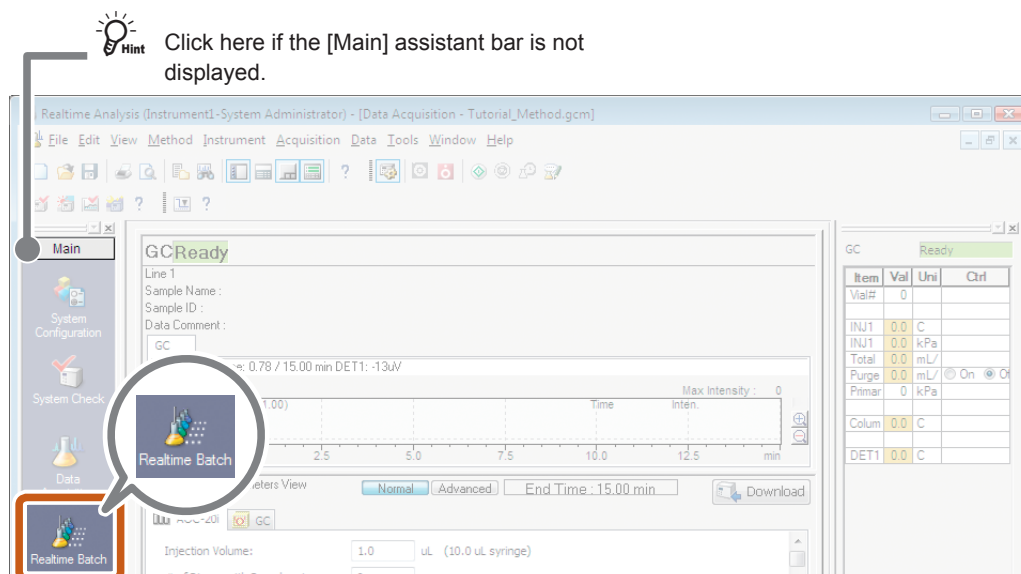 Hint
Click here if the [Main] assistant bar is not
displayed.
Realtime Analysis (Instrument1-System Administrator) - [Data Acquisition - Tutorial_Method.gcm]
File Edit View Method Instrument Acquisition Data Tools Window Help
Main
System
Configuration
System Check
Data
Realtime Batch
Realtime Batch
GC Ready
Line 1
Sample Name :
Sample ID :
Data Comment :
GC
0.78 / 15.00 min DET1: -13uV
Max Intensity : 0
Time Inten.
2.5 5.0 7.5 10.0 12.5 min
View Normal Advanced End Time : 15.00 min Download
GC
Injection Volume: 1.0 uL (10.0 uL syringe)
GC Ready
Item Val Uni Ctrl
Vial# 0
INJ1 0.0 C
INJ1 0.0 kPa
Total 0.0 mL/
Purge 0.0 mL/ On Of
Primar 0 kPa
Colum 0.0 C
DET1 0.0 C